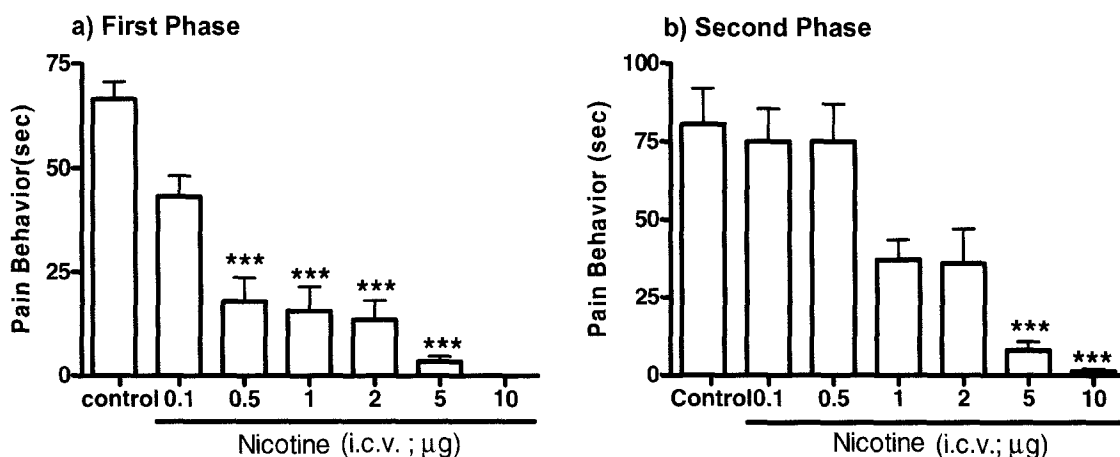 a) First Phase
75
50
25
0
Pain Behavior(sec)
***
***
***
***
control 0.1 0.5 1 2 5 10
Nicotine (i.c.v. ; μg)
b) Second Phase
100
75
50
25
0
Pain Behavior (sec)
***
***
Control 0.1 0.5 1 2 5 10
Nicotine (i.c.v. ; μg)